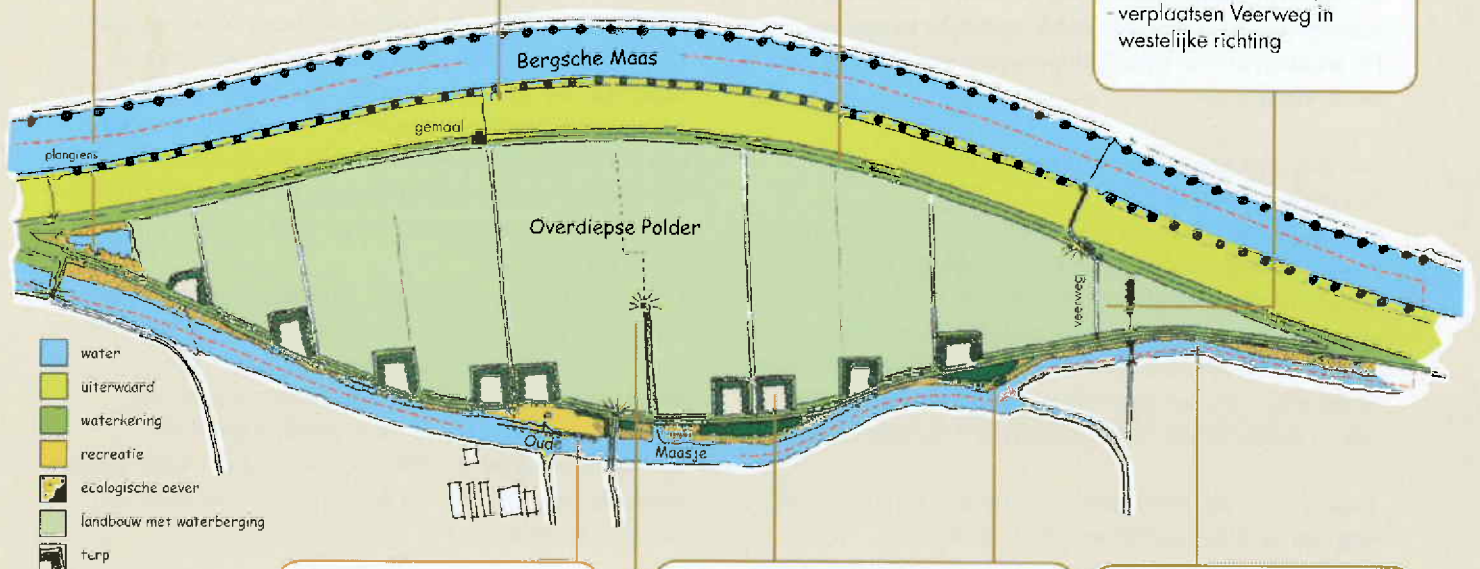 - verplaatsen Veerweg in
westelijke richting
Bergsche Maas
gemaal
plangrens
Overdiepse Polder
veerweg
Oude
Maasje
water
uiterwaard
waterkering
recreatie
ecologische oever
landbouw met waterberging
terp